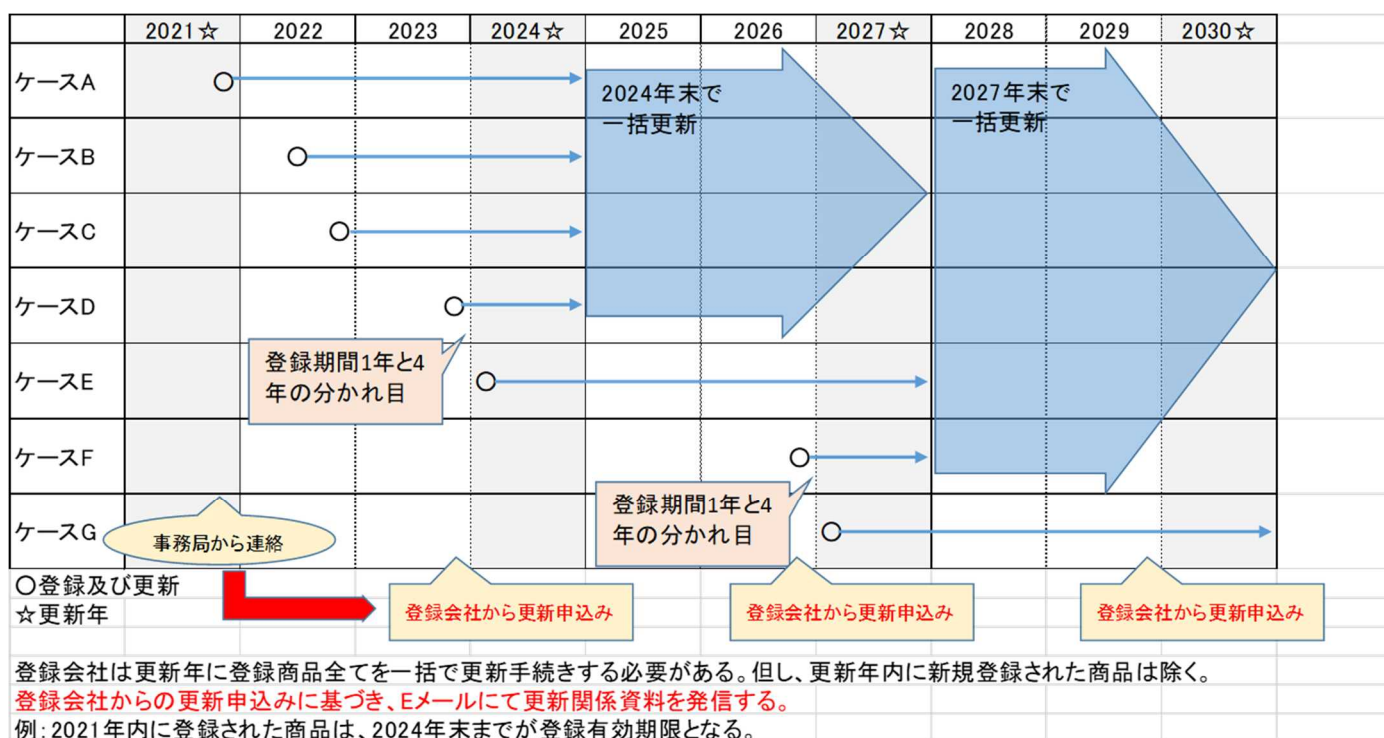 2021☆ 2022 2023 2024☆ 2025 2026 2027☆ 2028 2029 2030☆
ケースA
2024年末で
一括更新
2027年末で
一括更新
ケースB
ケースC
ケースD
登録期間1年と4
年の分かれ目
ケースE
ケースF
登録期間1年と4
年の分かれ目
ケースG
事務局から連絡
〇登録及び更新
☆更新年
登録会社から更新申込み
登録会社から更新申込み
登録会社から更新申込み
登録会社は更新年に登録商品全てを一括で更新手続きする必要がある。但し、更新年内に新規登録された商品は除く。
登録会社からの更新申込みに基づき、Eメールにて更新関係資料を発信する。
例:2021年内に登録された商品は、2024年末までが登録有効期限となる。